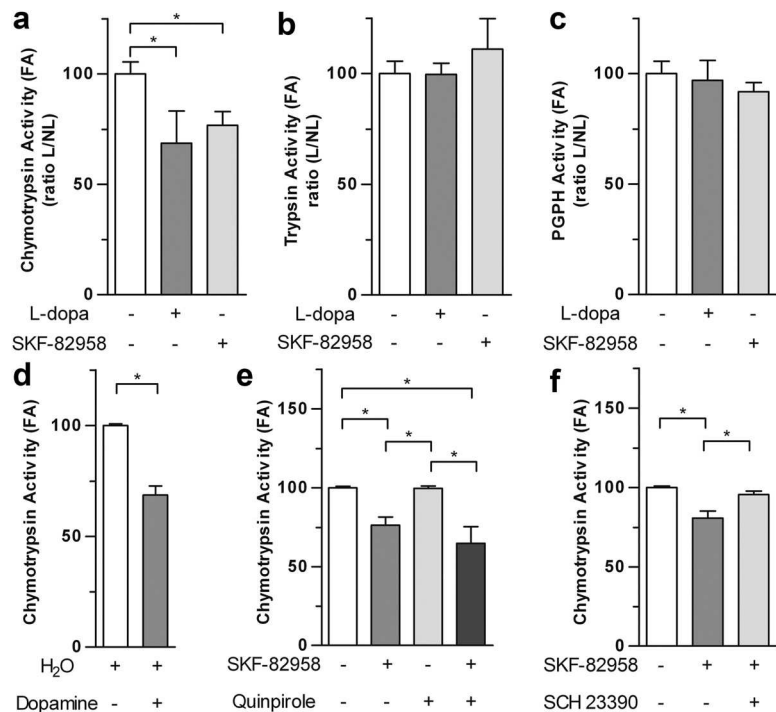 a
Chymotrypsin Activity (FA)
(ratio L/NL)
100
50
0
*
*
L-dopa - + -
SKF-82958 - - +
b
Trypsin Activity (FA)
ratio (L/NL)
100
50
0
L-dopa - + -
SKF-82958 - - +
c
PGPH Activity (FA)
(ratio L/NL)
100
50
0
L-dopa - + -
SKF-82958 - - +
d
Chymotrypsin Activity (FA)
100
50
0
*
H2O + +
Dopamine - +
e
Chymotrypsin Activity (FA)
150
100
50
0
*
*
*
*
SKF-82958 - + - +
Quinpirole - - + +
f
Chymotrypsin Activity (FA)
150
100
50
0
*
*
SKF-82958 - + +
SCH 23390 - - +